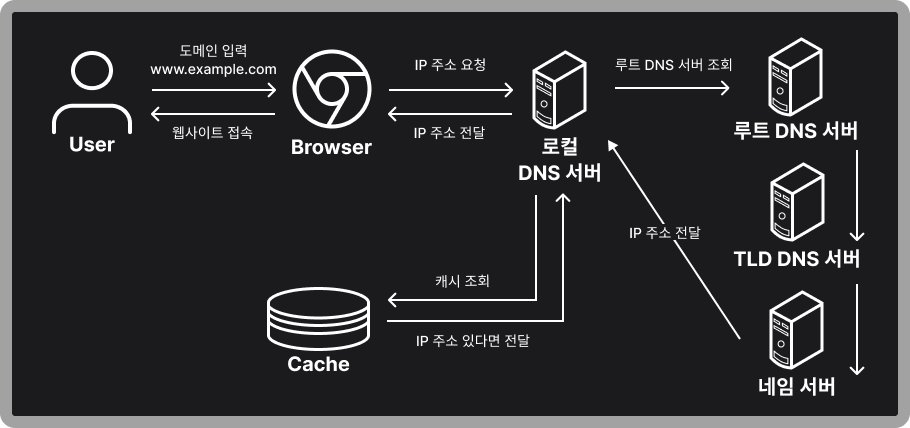 도메인 입력
www.example.com
웹사이트 접속
User
Browser
IP 주소 요청
IP 주소 전달
로컬
DNS 서버
루트 DNS 서버 조회
루트 DNS 서버
TLD DNS 서버
IP 주소 전달
네임 서버
캐시 조회
IP 주소 있다면 전달
Cache